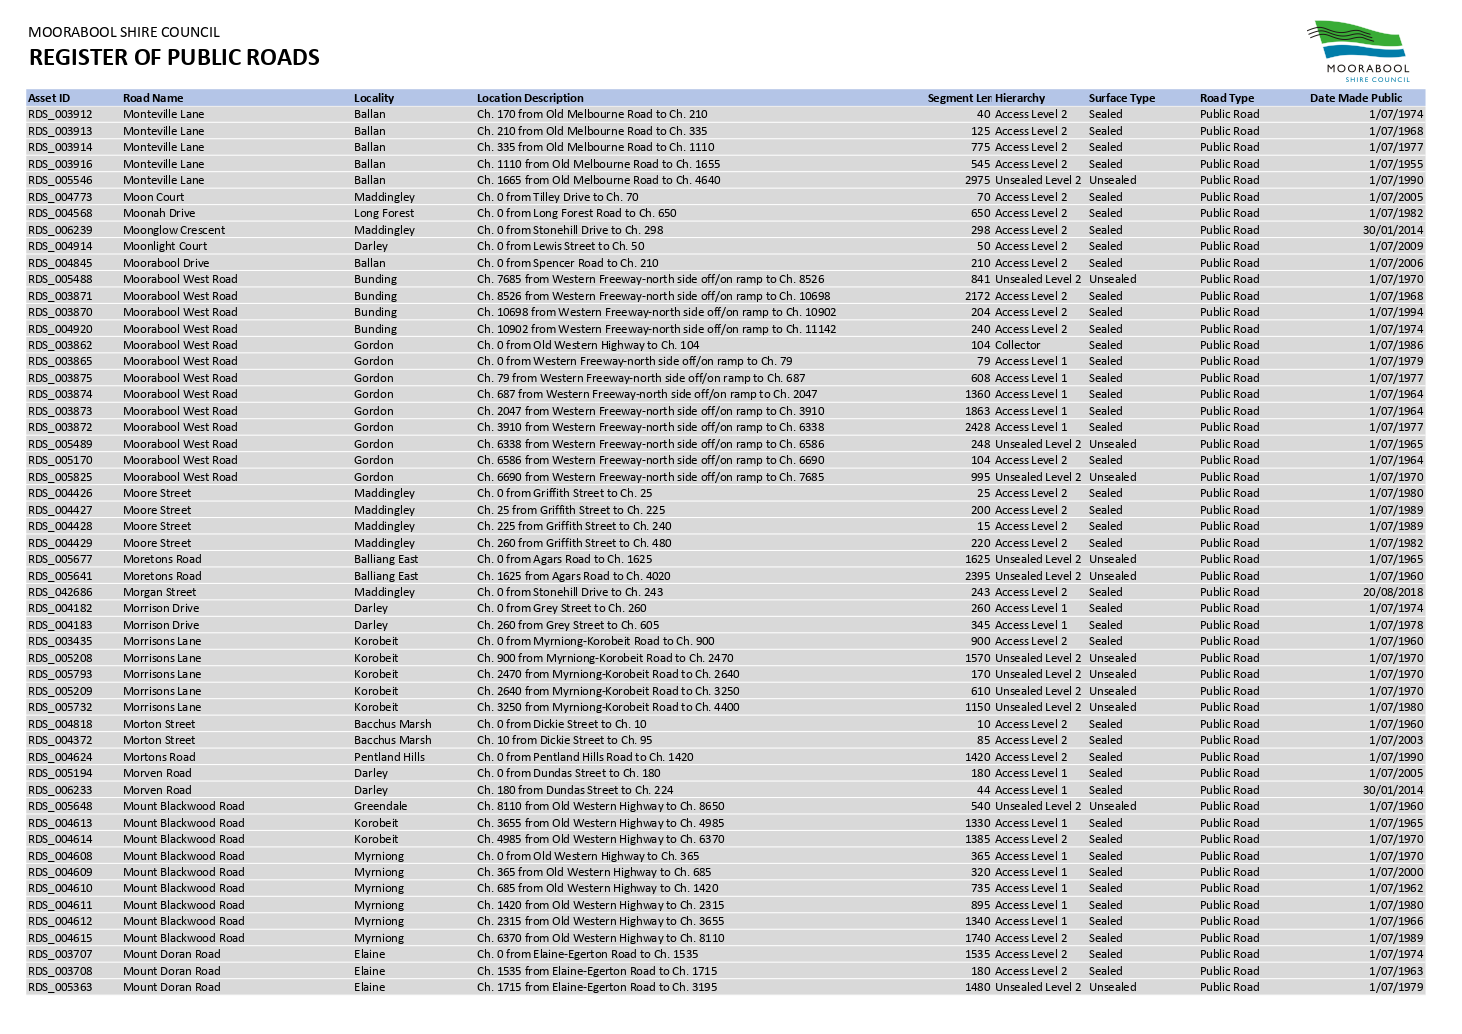 MOORABOOL SHIRE COUNCIL
REGISTER OF PUBLIC ROADS
MOORABOOL
SHIRE COUNCIL
Asset ID Road Name Locality Location Description Segment Len Hierarchy Surface Type Road Type Date Made Public
RDS_003912 Monteville Lane Ballan Ch. 170 from Old Melbourne Road to Ch. 210 40 Access Level 2 Sealed Public Road 1/07/1974
RDS_003913 Monteville Lane Ballan Ch. 210 from Old Melbourne Road to Ch. 335 125 Access Level 2 Sealed Public Road 1/07/1968
RDS_003914 Monteville Lane Ballan Ch. 335 from Old Melbourne Road to Ch. 1110 775 Access Level 2 Sealed Public Road 1/07/1977
RDS_003916 Monteville Lane Ballan Ch. 1110 from Old Melbourne Road to Ch. 1655 545 Access Level 2 Sealed Public Road 1/07/1955
RDS_005546 Monteville Lane Ballan Ch. 1665 from Old Melbourne Road to Ch. 4640 2975 Unsealed Level 2 Unsealed Public Road 1/07/1990
RDS_004773 Moon Court Maddingley Ch. 0 from Tilley Drive to Ch. 70 70 Access Level 2 Sealed Public Road 1/07/2005
RDS_004568 Moonah Drive Long Forest Ch. 0 from Long Forest Road to Ch. 650 650 Access Level 2 Sealed Public Road 1/07/1982
RDS_006239 Moonglow Crescent Maddingley Ch. 0 from Stonehill Drive to Ch. 298 298 Access Level 2 Sealed Public Road 30/01/2014
RDS_004914 Moonlight Court Darley Ch. 0 from Lewis Street to Ch. 50 50 Access Level 2 Sealed Public Road 1/07/2009
RDS_004845 Moorabool Drive Ballan Ch. 0 from Spencer Road to Ch. 210 210 Access Level 2 Sealed Public Road 1/07/2006
RDS_005488 Moorabool West Road Bunding Ch. 7685 from Western Freeway-north side off/on ramp to Ch. 8526 841 Unsealed Level 2 Unsealed Public Road 1/07/1970
RDS_003871 Moorabool West Road Bunding Ch. 8526 from Western Freeway-north side off/on ramp to Ch. 10698 2172 Access Level 2 Sealed Public Road 1/07/1968
RDS_003870 Moorabool West Road Bunding Ch. 10698 from Western Freeway-north side off/on ramp to Ch. 10902 204 Access Level 2 Sealed Public Road 1/07/1994
RDS_004920 Moorabool West Road Bunding Ch. 10902 from Western Freeway-north side off/on ramp to Ch. 11142 240 Access Level 2 Sealed Public Road 1/07/1974
RDS_003862 Moorabool West Road Gordon Ch. 0 from Old Western Highway to Ch. 104 104 Collector Sealed Public Road 1/07/1986
RDS_003865 Moorabool West Road Gordon Ch. 0 from Western Freeway-north side off/on ramp to Ch. 79 79 Access Level 1 Sealed Public Road 1/07/1979
RDS_003875 Moorabool West Road Gordon Ch. 79 from Western Freeway-north side off/on ramp to Ch. 687 608 Access Level 1 Sealed Public Road 1/07/1977
RDS_003874 Moorabool West Road Gordon Ch. 687 from Western Freeway-north side off/on ramp to Ch. 2047 1360 Access Level 1 Sealed Public Road 1/07/1964
RDS_003873 Moorabool West Road Gordon Ch. 2047 from Western Freeway-north side off/on ramp to Ch. 3910 1863 Access Level 1 Sealed Public Road 1/07/1964
RDS_003872 Moorabool West Road Gordon Ch. 3910 from Western Freeway-north side off/on ramp to Ch. 6338 2428 Access Level 1 Sealed Public Road 1/07/1977
RDS_005489 Moorabool West Road Gordon Ch. 6338 from Western Freeway-north side off/on ramp to Ch. 6586 248 Unsealed Level 2 Unsealed Public Road 1/07/1965
RDS_005170 Moorabool West Road Gordon Ch. 6586 from Western Freeway-north side off/on ramp to Ch. 6690 104 Access Level 2 Sealed Public Road 1/07/1964
RDS_005825 Moorabool West Road Gordon Ch. 6690 from Western Freeway-north side off/on ramp to Ch. 7685 995 Unsealed Level 2 Unsealed Public Road 1/07/1970
RDS_004426 Moore Street Maddingley Ch. 0 from Griffith Street to Ch. 25 25 Access Level 2 Sealed Public Road 1/07/1980
RDS_004427 Moore Street Maddingley Ch. 25 from Griffith Street to Ch. 225 200 Access Level 2 Sealed Public Road 1/07/1989
RDS_004428 Moore Street Maddingley Ch. 225 from Griffith Street to Ch. 240 15 Access Level 2 Sealed Public Road 1/07/1989
RDS_004429 Moore Street Maddingley Ch. 260 from Griffith Street to Ch. 480 220 Access Level 2 Sealed Public Road 1/07/1982
RDS_005677 Moretons Road Balliang East Ch. 0 from Agars Road to Ch. 1625 1625 Unsealed Level 2 Unsealed Public Road 1/07/1965
RDS_005641 Moretons Road Balliang East Ch. 1625 from Agars Road to Ch. 4020 2395 Unsealed Level 2 Unsealed Public Road 1/07/1960
RDS_042686 Morgan Street Maddingley Ch. 0 from Stonehill Drive to Ch. 243 243 Access Level 2 Sealed Public Road 20/08/2018
RDS_004182 Morrison Drive Darley Ch. 0 from Grey Street to Ch. 260 260 Access Level 1 Sealed Public Road 1/07/1974
RDS_004183 Morrison Drive Darley Ch. 260 from Grey Street to Ch. 605 345 Access Level 1 Sealed Public Road 1/07/1978
RDS_003435 Morrisons Lane Korobeit Ch. 0 from Myrniong-Korobeit Road to Ch. 900 900 Access Level 2 Sealed Public Road 1/07/1960
RDS_005208 Morrisons Lane Korobeit Ch. 900 from Myrniong-Korobeit Road to Ch. 2470 1570 Unsealed Level 2 Unsealed Public Road 1/07/1970
RDS_005793 Morrisons Lane Korobeit Ch. 2470 from Myrniong-Korobeit Road to Ch. 2640 170 Unsealed Level 2 Unsealed Public Road 1/07/1970
RDS_005209 Morrisons Lane Korobeit Ch. 2640 from Myrniong-Korobeit Road to Ch. 3250 610 Unsealed Level 2 Unsealed Public Road 1/07/1970
RDS_005732 Morrisons Lane Korobeit Ch. 3250 from Myrniong-Korobeit Road to Ch. 4400 1150 Unsealed Level 2 Unsealed Public Road 1/07/1980
RDS_004818 Morton Street Bacchus Marsh Ch. 0 from Dickie Street to Ch. 10 10 Access Level 2 Sealed Public Road 1/07/1960
RDS_004372 Morton Street Bacchus Marsh Ch. 10 from Dickie Street to Ch. 95 85 Access Level 2 Sealed Public Road 1/07/2003
RDS_004624 Mortons Road Pentland Hills Ch. 0 from Pentland Hills Road to Ch. 1420 1420 Access Level 2 Sealed Public Road 1/07/1990
RDS_005194 Morven Road Darley Ch. 0 from Dundas Street to Ch. 180 180 Access Level 1 Sealed Public Road 1/07/2005
RDS_006233 Morven Road Darley Ch. 180 from Dundas Street to Ch. 224 44 Access Level 1 Sealed Public Road 30/01/2014
RDS_005648 Mount Blackwood Road Greendale Ch. 8110 from Old Western Highway to Ch. 8650 540 Unsealed Level 2 Unsealed Public Road 1/07/1960
RDS_004613 Mount Blackwood Road Korobeit Ch. 3655 from Old Western Highway to Ch. 4985 1330 Access Level 1 Sealed Public Road 1/07/1965
RDS_004614 Mount Blackwood Road Korobeit Ch. 4985 from Old Western Highway to Ch. 6370 1385 Access Level 2 Sealed Public Road 1/07/1970
RDS_004608 Mount Blackwood Road Myrniong Ch. 0 from Old Western Highway to Ch. 365 365 Access Level 1 Sealed Public Road 1/07/1970
RDS_004609 Mount Blackwood Road Myrniong Ch. 365 from Old Western Highway to Ch. 685 320 Access Level 1 Sealed Public Road 1/07/2000
RDS_004610 Mount Blackwood Road Myrniong Ch. 685 from Old Western Highway to Ch. 1420 735 Access Level 1 Sealed Public Road 1/07/1962
RDS_004611 Mount Blackwood Road Myrniong Ch. 1420 from Old Western Highway to Ch. 2315 895 Access Level 1 Sealed Public Road 1/07/1980
RDS_004612 Mount Blackwood Road Myrniong Ch. 2315 from Old Western Highway to Ch. 3655 1340 Access Level 1 Sealed Public Road 1/07/1966
RDS_004615 Mount Blackwood Road Myrniong Ch. 6370 from Old Western Highway to Ch. 8110 1740 Access Level 2 Sealed Public Road 1/07/1989
RDS_003707 Mount Doran Road Elaine Ch. 0 from Elaine-Egerton Road to Ch. 1535 1535 Access Level 2 Sealed Public Road 1/07/1974
RDS_003708 Mount Doran Road Elaine Ch. 1535 from Elaine-Egerton Road to Ch. 1715 180 Access Level 2 Sealed Public Road 1/07/1963
RDS_005363 Mount Doran Road Elaine Ch. 1715 from Elaine-Egerton Road to Ch. 3195 1480 Unsealed Level 2 Unsealed Public Road 1/07/1979